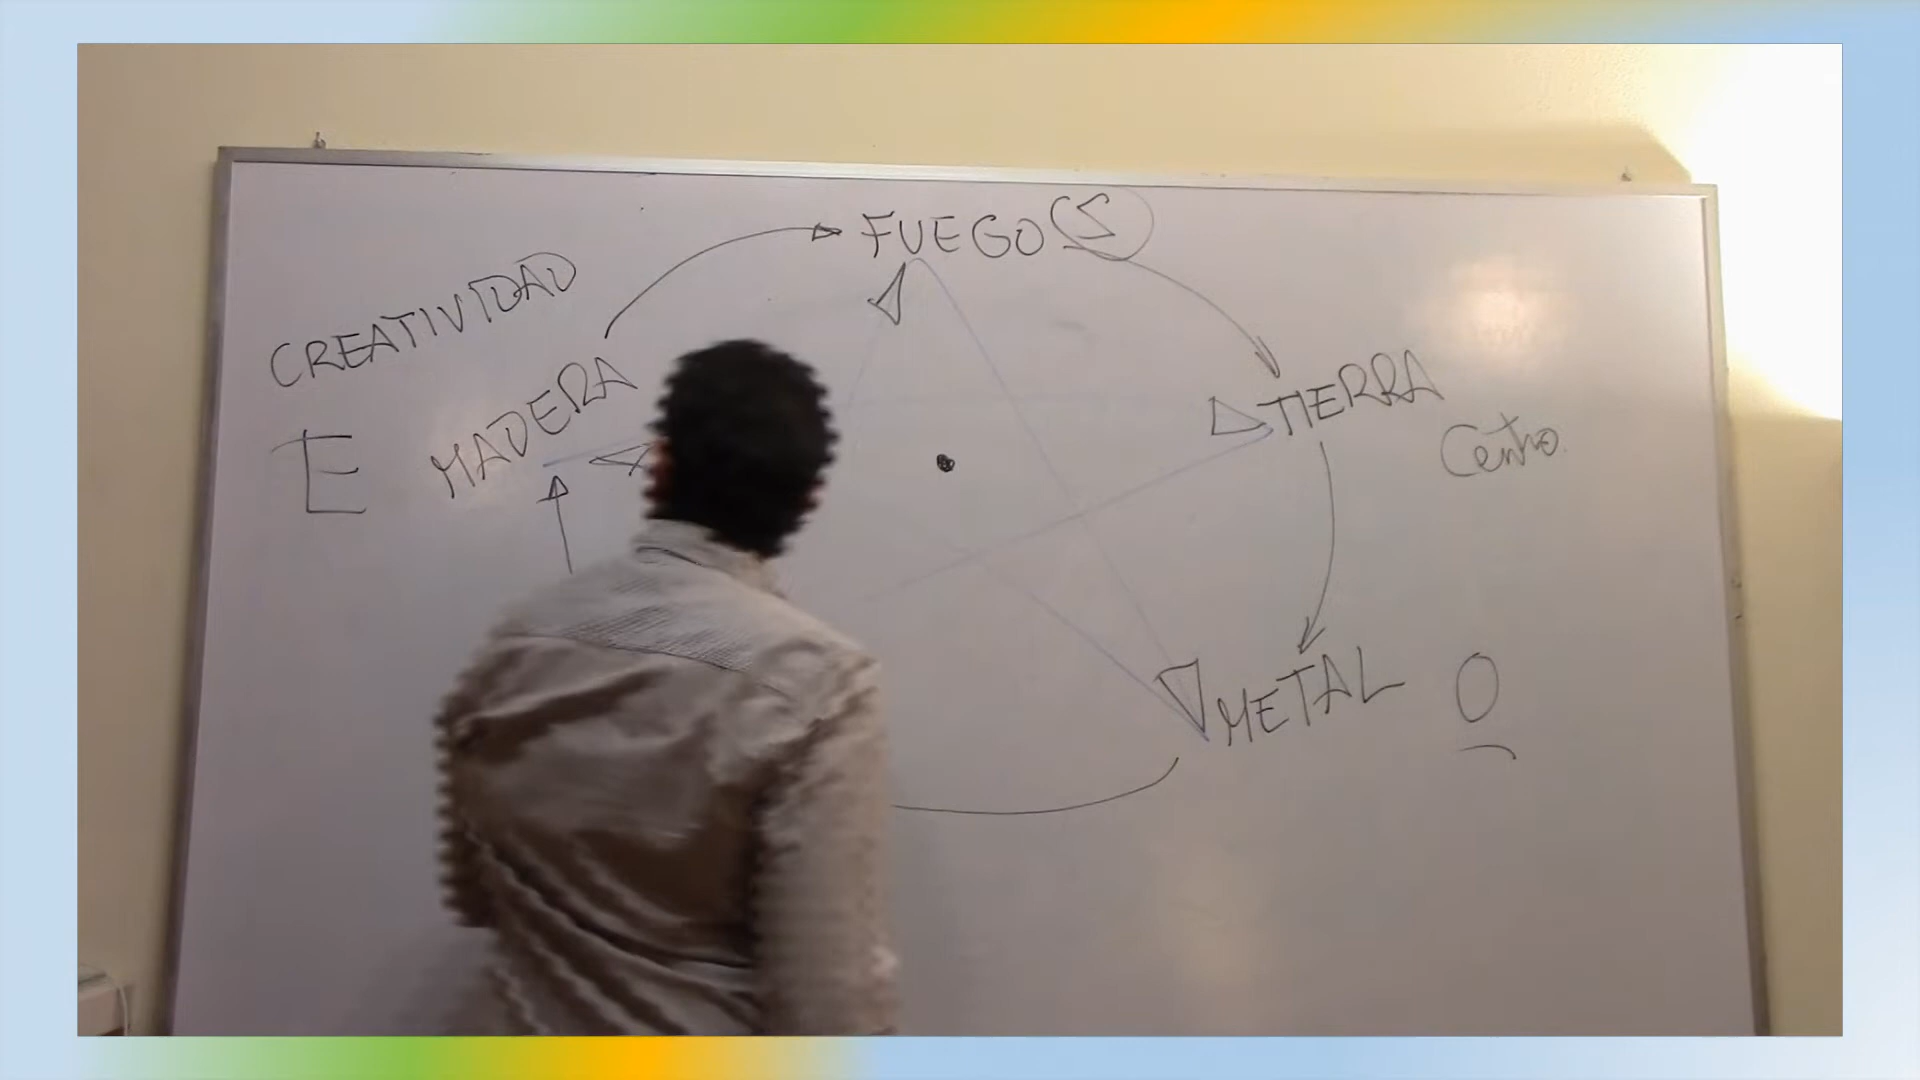 FUEGO (S)
CREATIVIDAD
MADERA
E
TIERRA
Centro
METAL
O